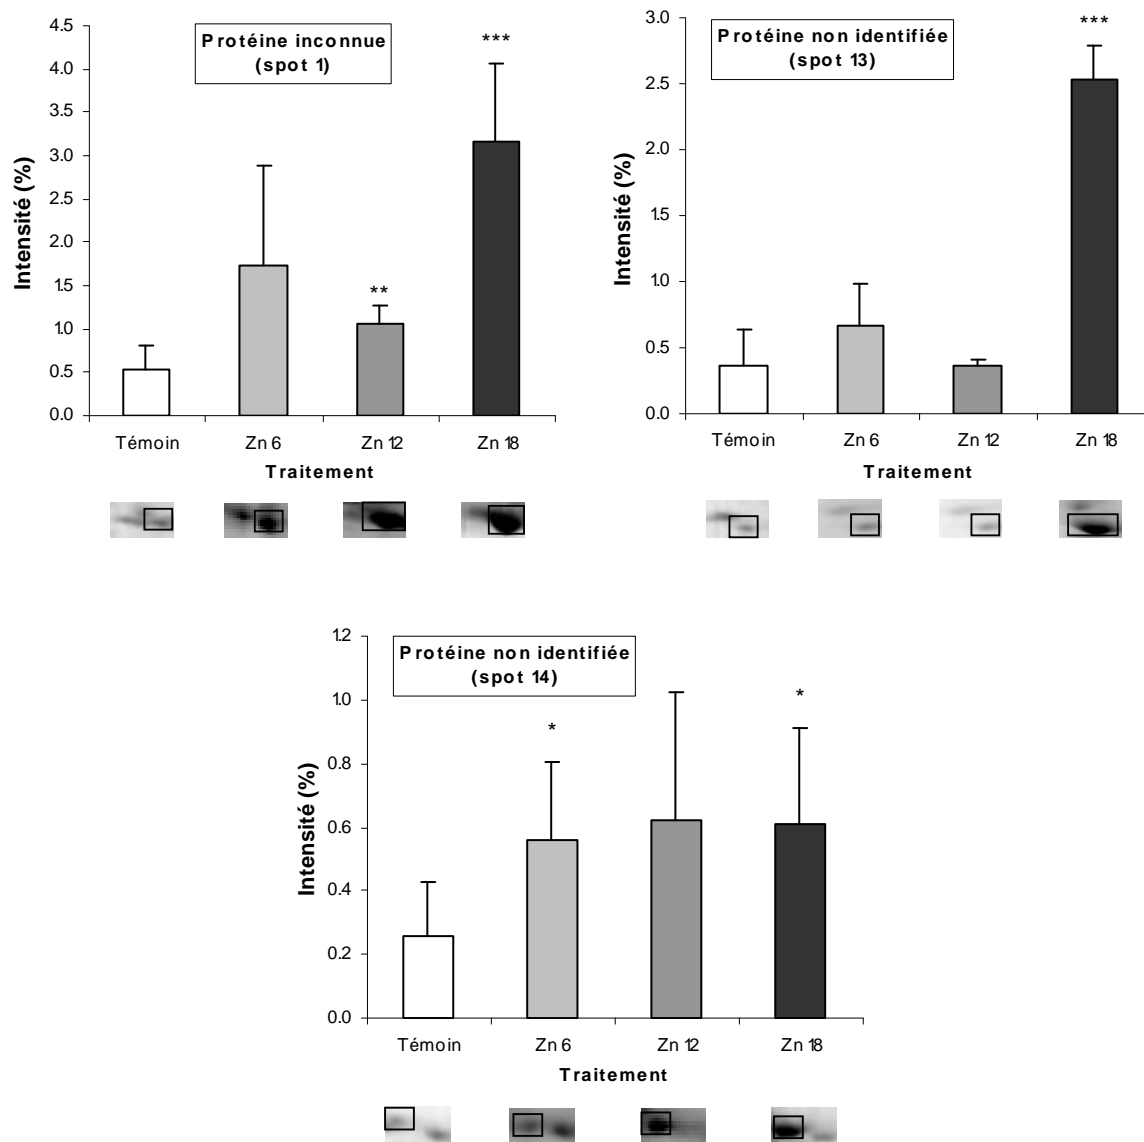 Protéine inconnue
(spot 1)
Intensité (%)
4.5
4.0
3.5
3.0
2.5
2.0
1.5
1.0
0.5
0.0
**
***
Témoin Zn 6 Zn 12 Zn 18
Traitement
Protéine non identifiée
(spot 13)
Intensité (%)
3.0
2.5
2.0
1.5
1.0
0.5
0.0
***
Témoin Zn 6 Zn 12 Zn 18
Traitement
Protéine non identifiée
(spot 14)
Intensité (%)
1.2
1.0
0.8
0.6
0.4
0.2
0.0
*
*
Témoin Zn 6 Zn 12 Zn 18
Traitement